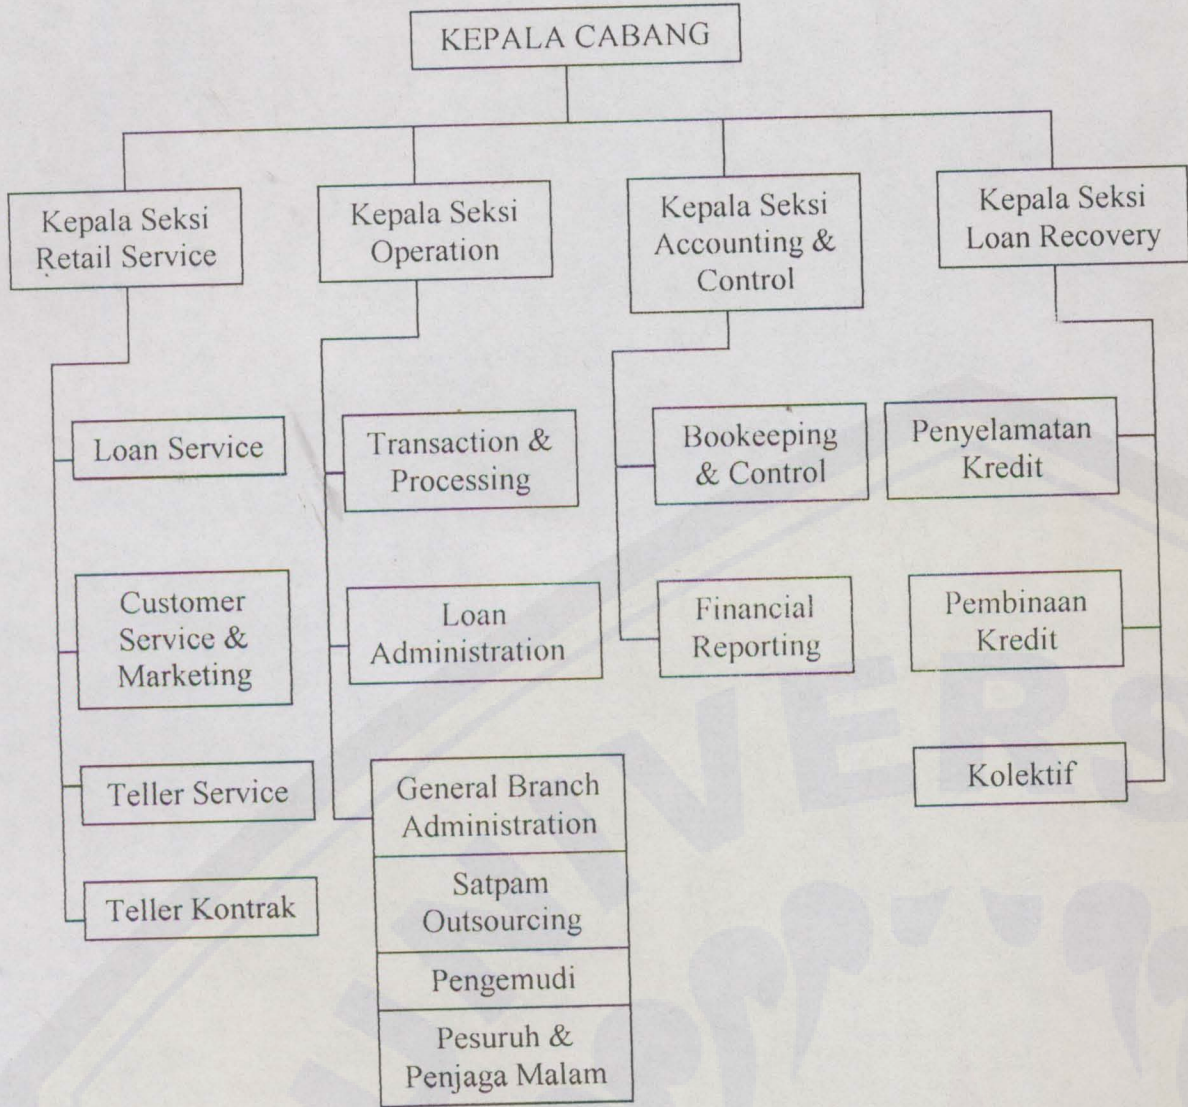 KEPALA CABANG
Kepala Seksi
Retail Service
Kepala Seksi
Operation
Kepala Seksi
Accounting &
Control
Kepala Seksi
Loan Recovery
Loan Service
Customer
Service &
Marketing
Teller Service
Teller Kontrak
Transaction &
Processing
Loan
Administration
General Branch
Administration
Satpam
Outsourcing
Pengemudi
Pesuruh &
Penjaga Malam
Bookeeping
& Control
Financial
Reporting
Penyelamatan
Kredit
Pembinaan
Kredit
Kolektif
UNIVERS